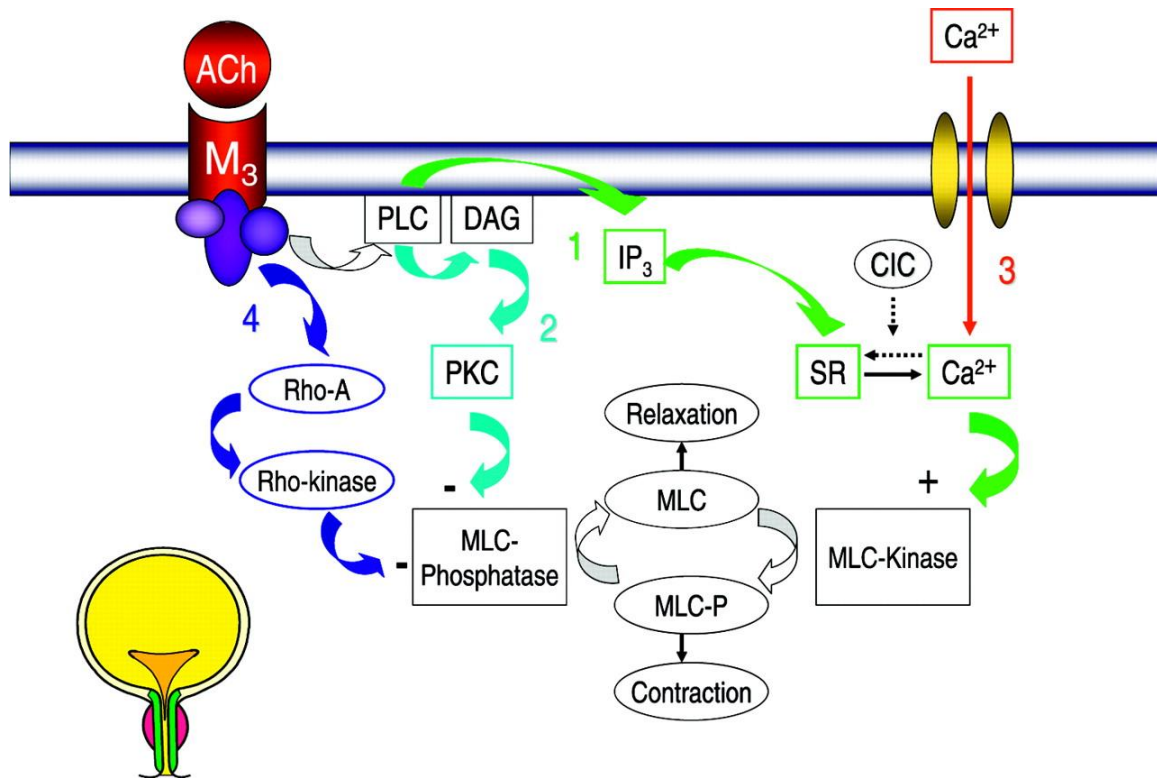 Ca²⁺
ACh
M₃
PLC
DAG
1
IP₃
CIC
3
4
2
SR
Ca²⁺
PKC
Rho-A
Relaxation
Rho-kinase
-
+
MLC
-
MLC-
Phosphatase
MLC-Kinase
MLC-P
Contraction